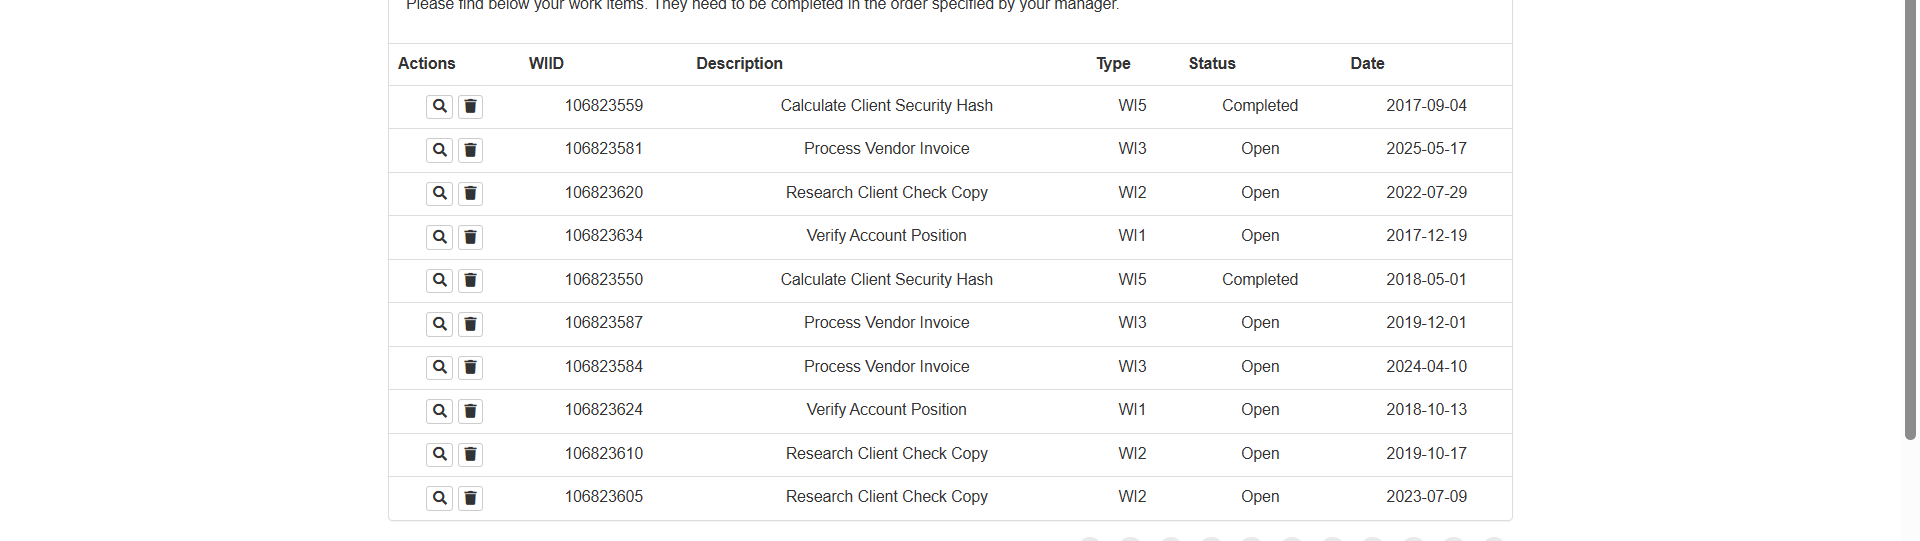 Please find below your work items. They need to be completed in the order specified by your manager.
Actions WIID Description Type Status Date
106823559 Calculate Client Security Hash WI5 Completed 2017-09-04
106823581 Process Vendor Invoice WI3 Open 2025-05-17
106823620 Research Client Check Copy WI2 Open 2022-07-29
106823634 Verify Account Position WI1 Open 2017-12-19
106823550 Calculate Client Security Hash WI5 Completed 2018-05-01
106823587 Process Vendor Invoice WI3 Open 2019-12-01
106823584 Process Vendor Invoice WI3 Open 2024-04-10
106823624 Verify Account Position WI1 Open 2018-10-13
106823610 Research Client Check Copy WI2 Open 2019-10-17
106823605 Research Client Check Copy WI2 Open 2023-07-09